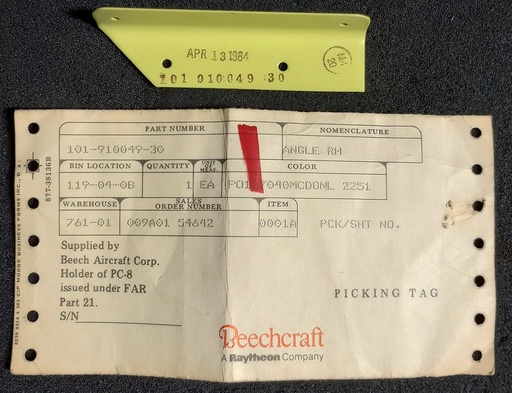 APR 13 1984
101 910049 30
PART NUMBER
NOMENCLATURE
101-910049-30
ANGLE RH
BIN LOCATION
QUANTITY
UNIT OF MEAS.
COLOR
119-04-0B
1
EA
2251
WAREHOUSE
SALES ORDER NUMBER
ITEM
761-01
009A01 54642
0001A
PCK/SHT NO.
Supplied by
Beech Aircraft Corp.
Holder of PC-8
issued under FAR
Part 21.
S/N
PICKING TAG
Beechcraft
A Raytheon Company
877-38136B